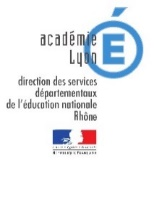 académie
Lyon
direction des services
départementaux
de l'éducation nationale
Rhône